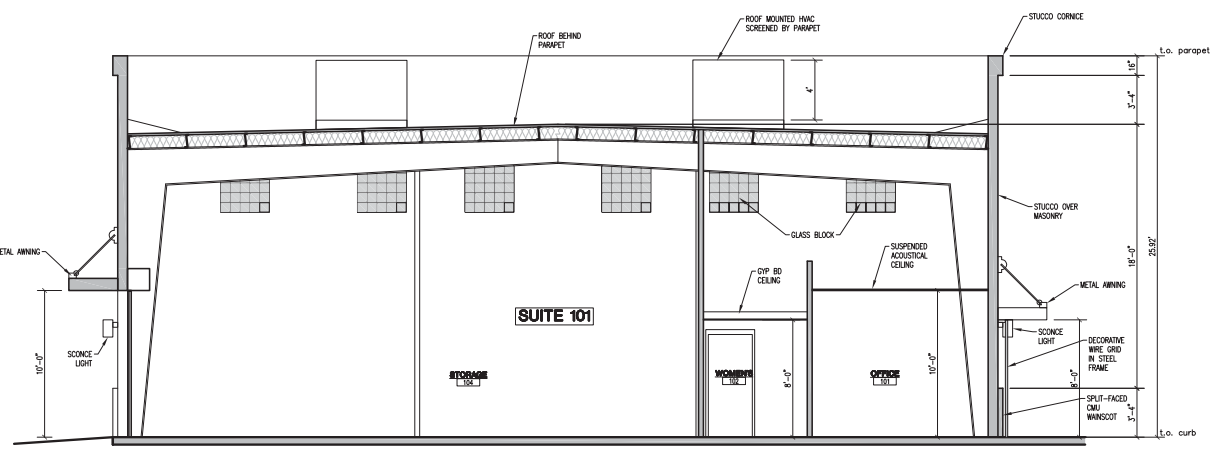 ROOF MOUNTED HVAC
SCREENED BY PARAPET
STUCCO CORNICE
ROOF BEHIND
PARAPET
t.o. parapet
16"
4'
3'-4"
STUCCO OVER
MASONRY
GLASS BLOCK
ETAL AWNING
SUSPENDED
ACOUSTICAL
CEILING
18'-0"
25.92'
GYP BD
CEILING
METAL AWNING
SUITE 101
SCONCE
LIGHT
SCONCE
LIGHT
DECORATIVE
WIRE GRID
IN STEEL
FRAME
10'-0"
STORAGE
104
WOMEN'S
102
8'-0"
OFFICE
101
10'-0"
8'-0"
SPLIT-FACED
CMU
WAINSCOT
3'-4"
t.o. curb